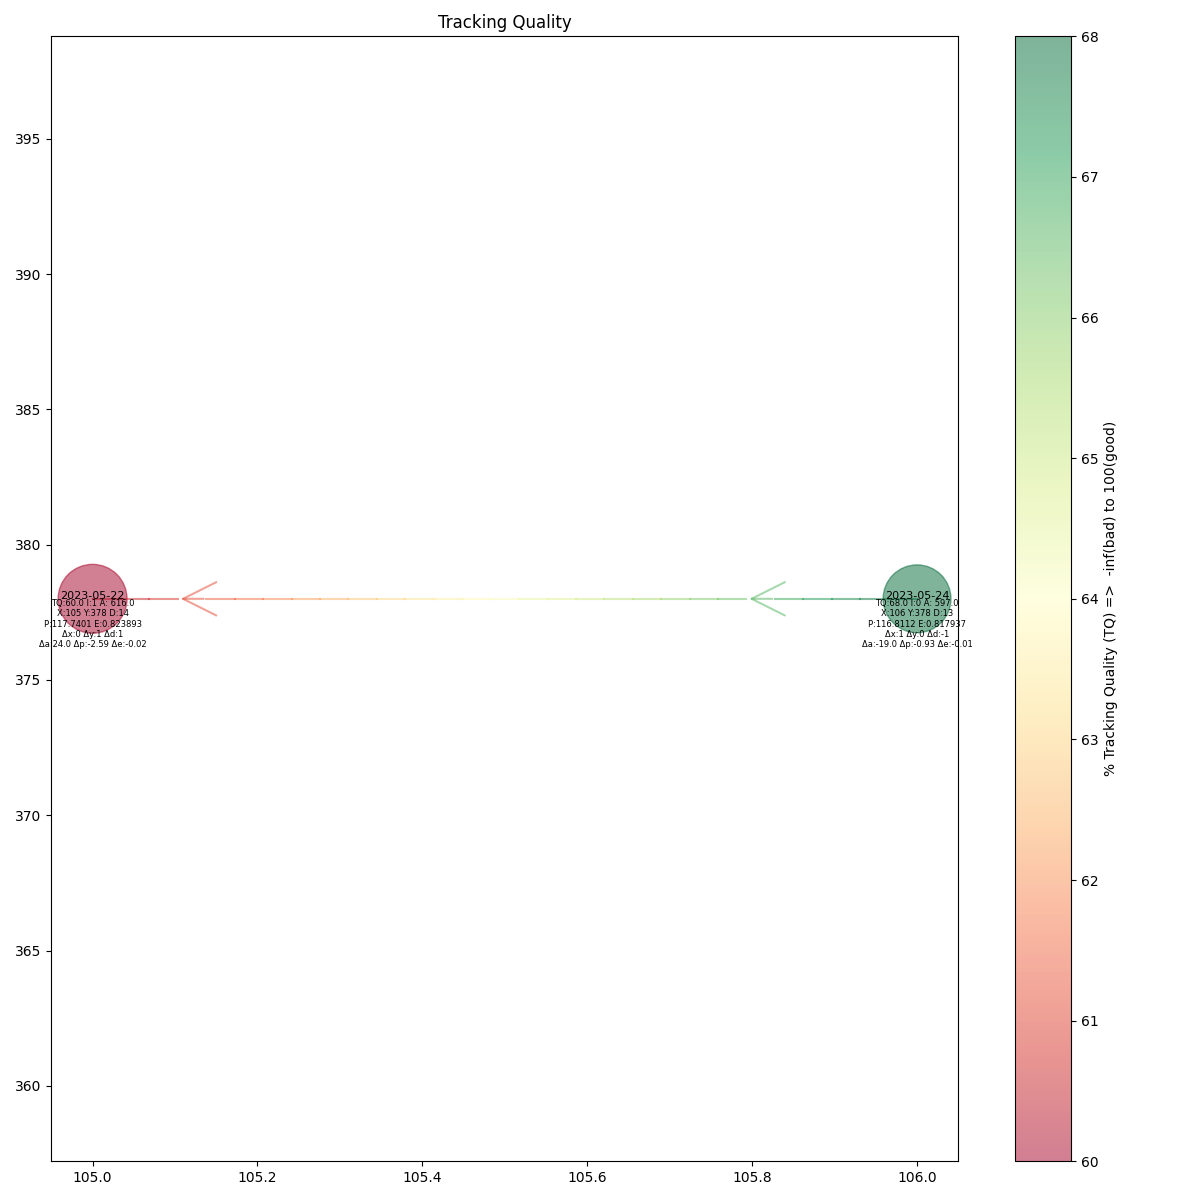 Tracking Quality
395
390
385
380
375
370
365
360
105.0
105.2
105.4
105.6
105.8
106.0
2023-05-22
TQ:60.0 I:1 A: 616.0
X:105 Y:378 D:14
P:117.7401 E:0.823893
Δx:0 Δy:1 Δd:1
Δa:24.0 Δp:-2.59 Δe:-0.02
2023-05-24
TQ:68.0 I:0 A: 597.0
X:106 Y:378 D:13
P:116.8112 E:0.817937
Δx:1 Δy:0 Δd:-1
Δa:-19.0 Δp:-0.93 Δe:-0.01
68
67
66
65
64
63
62
61
60
% Tracking Quality (TQ) => -inf(bad) to 100(good)